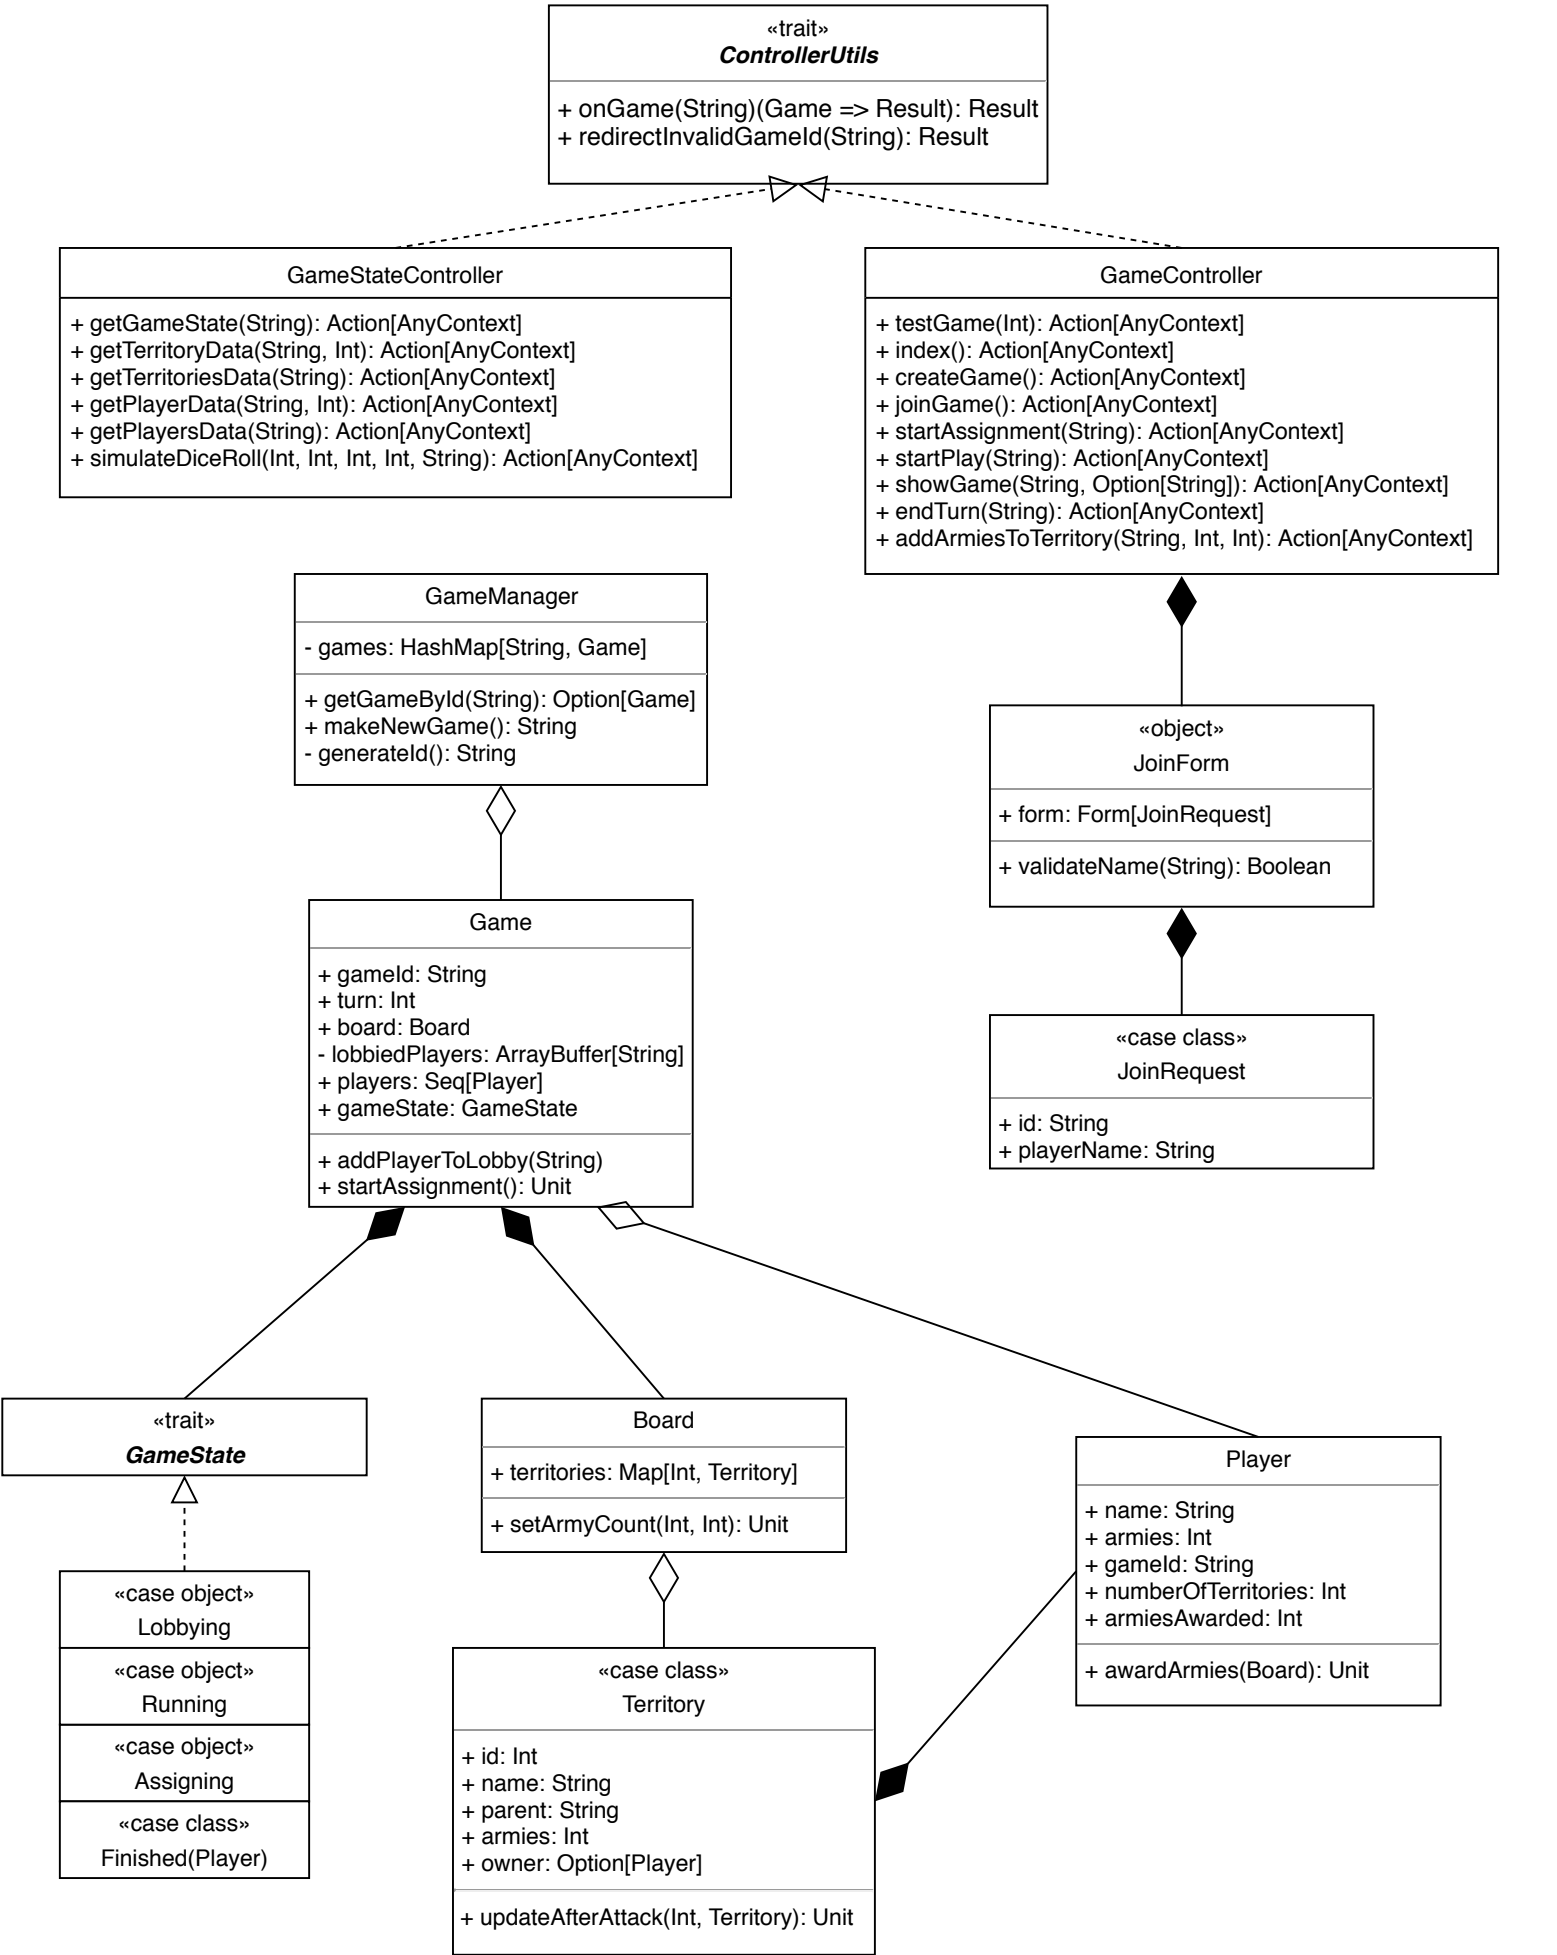 «trait»
ControllerUtils
+ onGame(String)(Game => Result): Result
+ redirectInvalidGameId(String): Result
GameStateController
+ getGameState(String): Action[AnyContext]
+ getTerritoryData(String, Int): Action[AnyContext]
+ getTerritoriesData(String): Action[AnyContext]
+ getPlayerData(String, Int): Action[AnyContext]
+ getPlayersData(String): Action[AnyContext]
+ simulateDiceRoll(Int, Int, Int, Int, String): Action[AnyContext]
GameController
+ testGame(Int): Action[AnyContext]
+ index(): Action[AnyContext]
+ createGame(): Action[AnyContext]
+ joinGame(): Action[AnyContext]
+ startAssignment(String): Action[AnyContext]
+ startPlay(String): Action[AnyContext]
+ showGame(String, Option[String]): Action[AnyContext]
+ endTurn(String): Action[AnyContext]
+ addArmiesToTerritory(String, Int, Int): Action[AnyContext]
GameManager
- games: HashMap[String, Game]
+ getGameById(String): Option[Game]
+ makeNewGame(): String
- generateId(): String
«object»
JoinForm
+ form: Form[JoinRequest]
+ validateName(String): Boolean
Game
+ gameId: String
+ turn: Int
+ board: Board
- lobbiedPlayers: ArrayBuffer[String]
+ players: Seq[Player]
+ gameState: GameState
+ addPlayerToLobby(String)
+ startAssignment(): Unit
«case class»
JoinRequest
+ id: String
+ playerName: String
«trait»
GameState
«case object»
Lobbying
«case object»
Running
«case object»
Assigning
«case class»
Finished(Player)
Board
+ territories: Map[Int, Territory]
+ setArmyCount(Int, Int): Unit
Player
+ name: String
+ armies: Int
+ gameId: String
+ numberOfTerritories: Int
+ armiesAwarded: Int
+ awardArmies(Board): Unit
«case class»
Territory
+ id: Int
+ name: String
+ parent: String
+ armies: Int
+ owner: Option[Player]
+ updateAfterAttack(Int, Territory): Unit